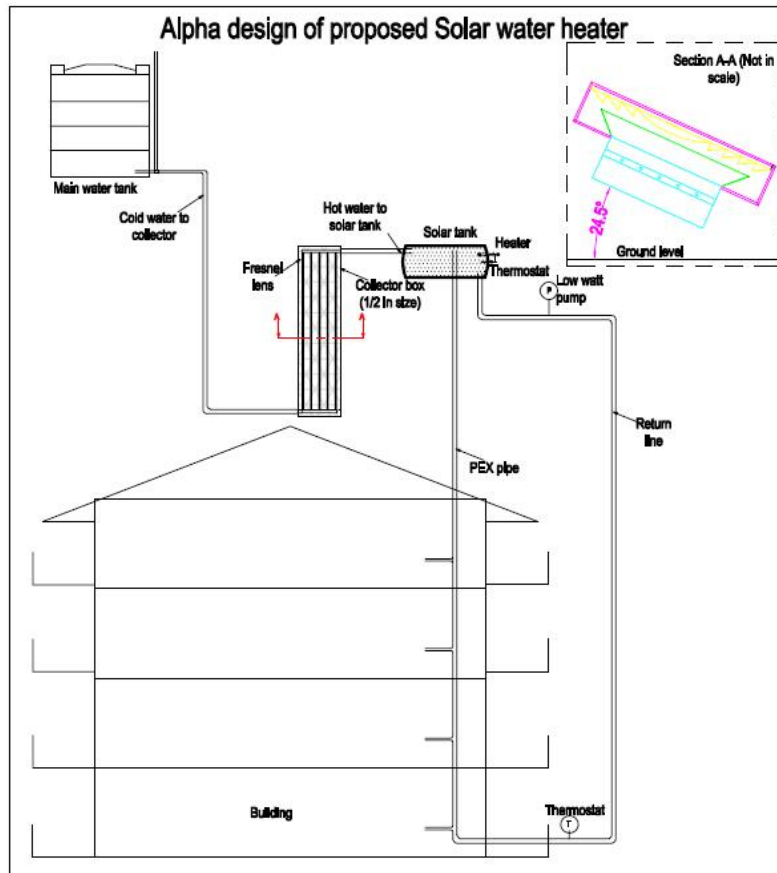 Alpha design of proposed Solar water heater
Section A-A (Not in
scale)
Main water tank
Cold water to
collector
Hot water to
solar tank
Solar tank
Heater
Thermostat
Fresnel
lens
Collector box
(1/2 in size)
A
A
24.5°
Ground level
P
Low watt
pump
Return
line
PEX pipe
Building
Thermostat
T